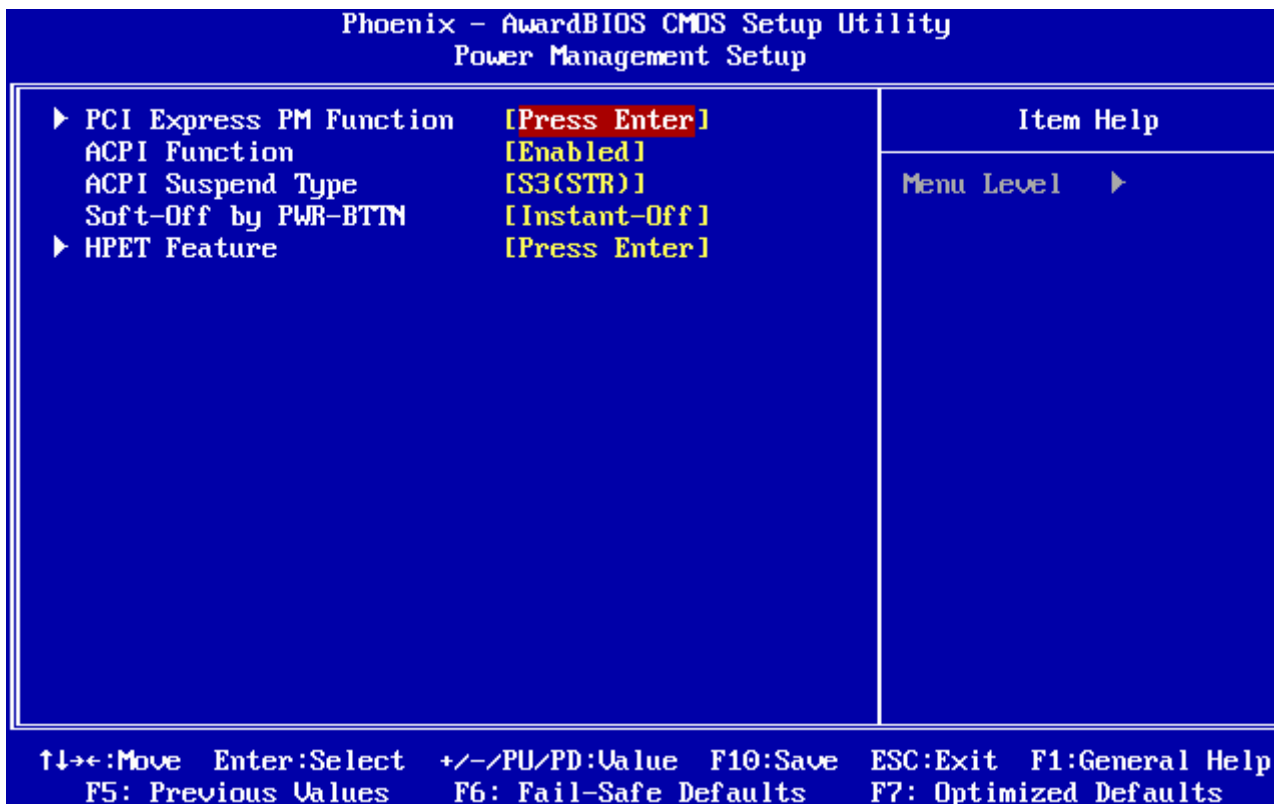 Phoenix - AwardBIOS CMOS Setup Utility
Power Management Setup
▶ PCI Express PM Function [Press Enter]
ACPI Function [Enabled]
ACPI Suspend Type [S3(STR)]
Soft-Off by PWR-BTTN [Instant-Off]
▶ HPET Feature [Press Enter]
Item Help
Menu Level ▶
↑↓→←:Move Enter:Select +/-/PU/PD:Value F10:Save ESC:Exit F1:General Help
F5: Previous Values F6: Fail-Safe Defaults F7: Optimized Defaults